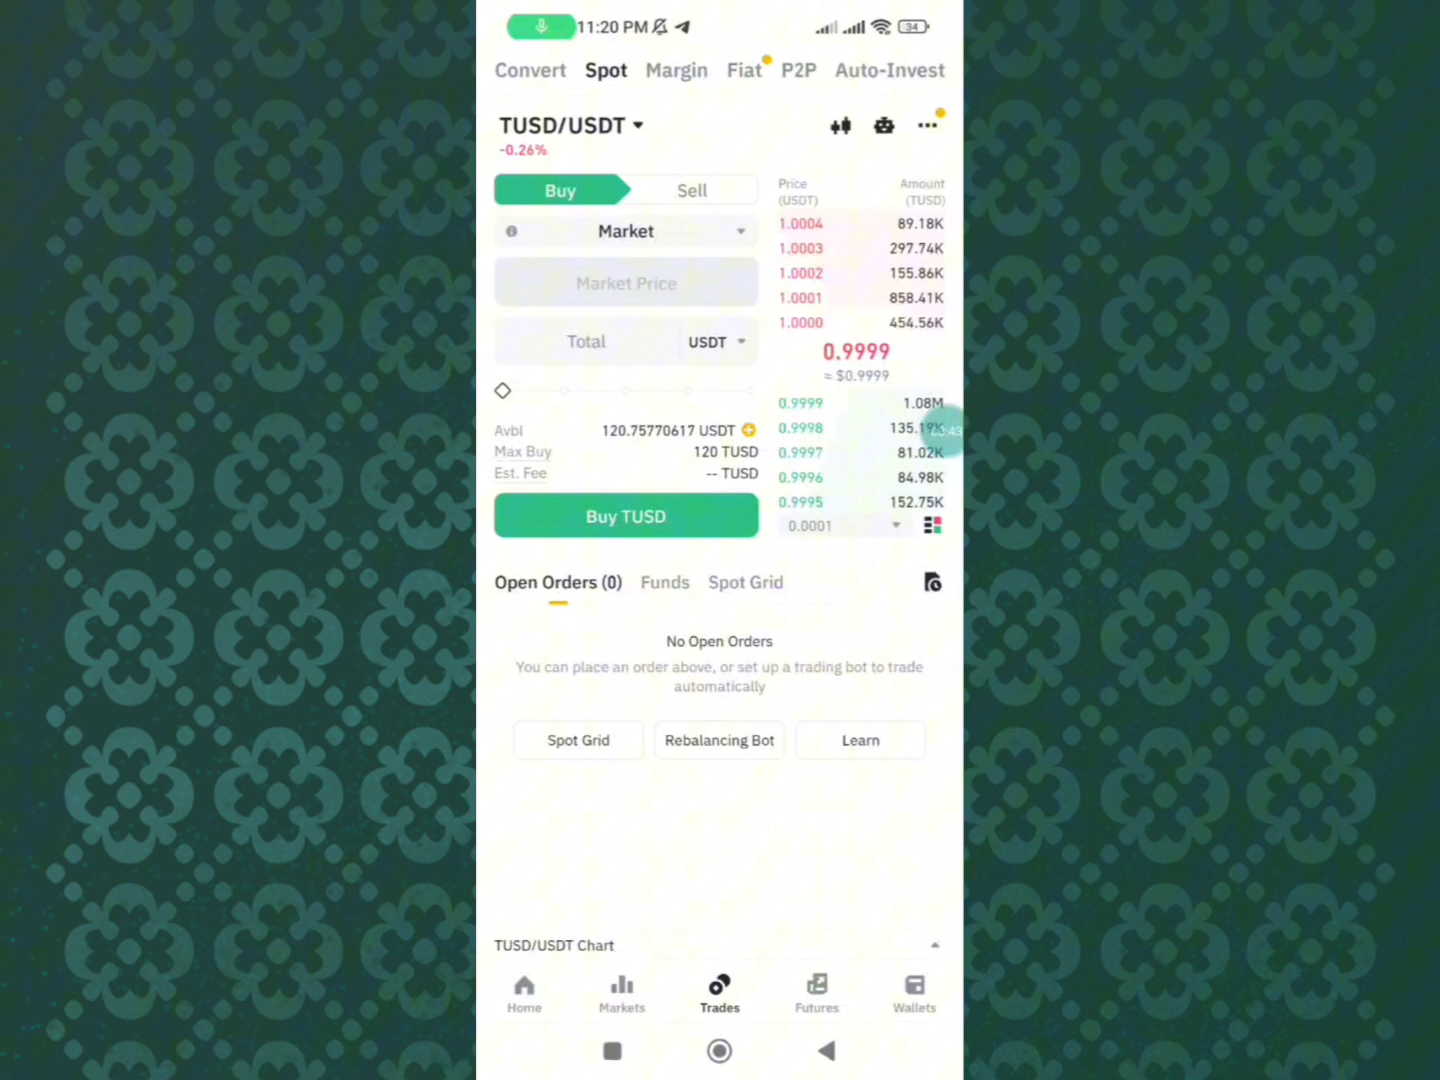 11:20 PM
34
Convert Spot Margin Fiat P2P Auto-Invest
TUSD/USDT
-0.26%
Buy Sell
Market
Market Price
Total USDT
Avbl 120.75770617 USDT
Max Buy 120 TUSD
Est. Fee -- TUSD
Buy TUSD
Price Amount
(USDT) (TUSD)
1.0004 89.18K
1.0003 297.74K
1.0002 155.86K
1.0001 858.41K
1.0000 454.56K
0.9999
≈ $0.9999
0.9999 1.08M
0.9998 135.19K
0.9997 81.02K
0.9996 84.98K
0.9995 152.75K
0.0001
Open Orders (0) Funds Spot Grid
No Open Orders
You can place an order above, or set up a trading bot to trade
automatically
Spot Grid Rebalancing Bot Learn
TUSD/USDT Chart
Home Markets Trades Futures Wallets